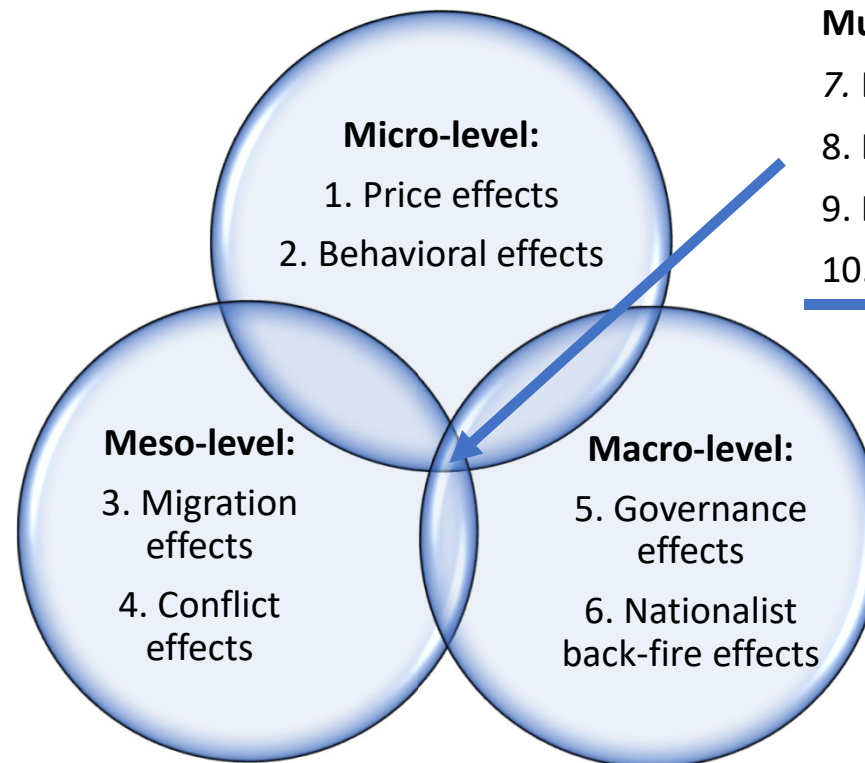 Micro-level:
1. Price effects
2. Behavioral effects
7.
8.
9.
10.
Meso-level:
3. Migration
effects
4. Conflict
effects
Macro-level:
5. Governance
effects
6. Nationalist
back-fire effects